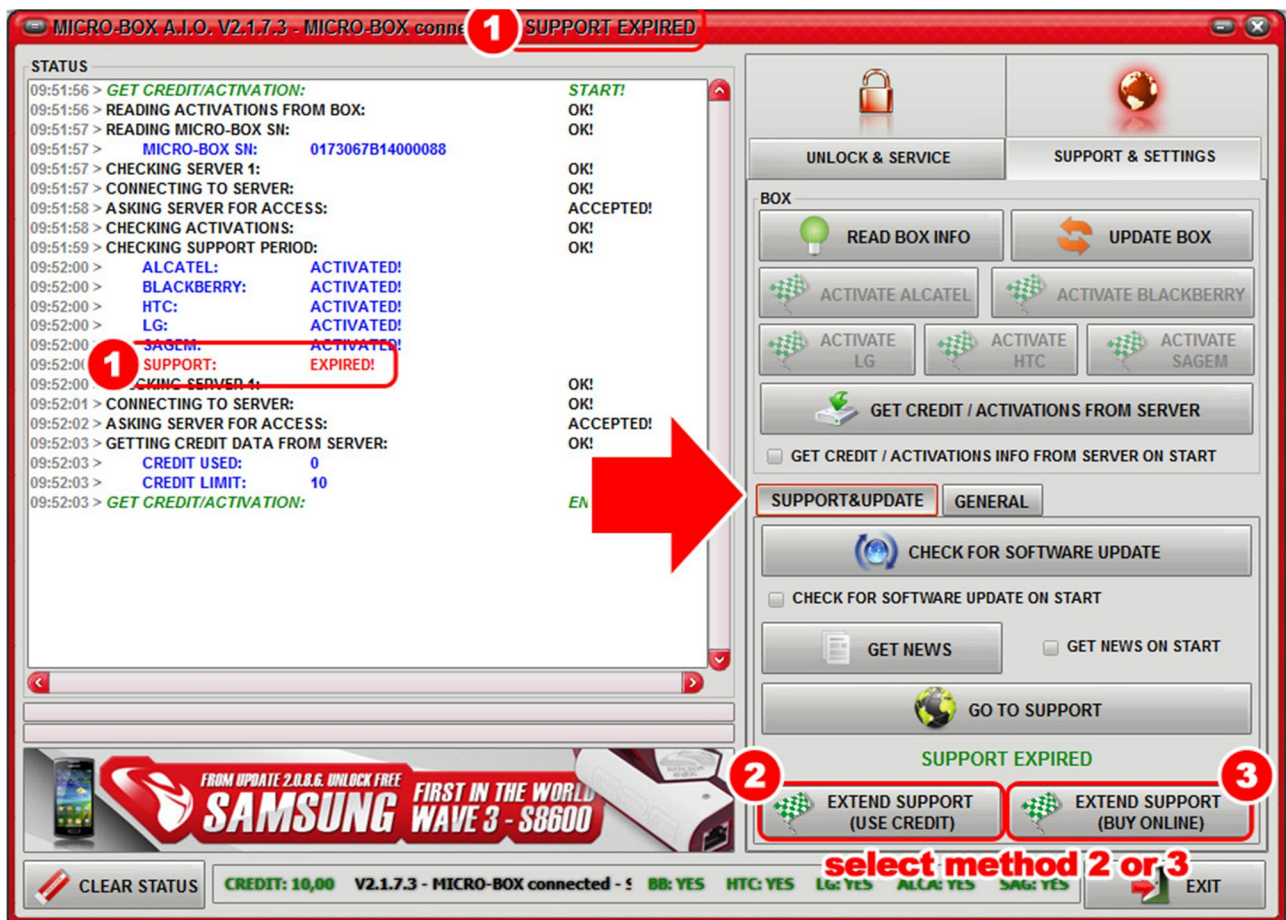 MICRO-BOX A.I.O. V2.1.7.3 - MICRO-BOX conne 1 SUPPORT EXPIRED
STATUS
09:51:56 > GET CREDIT/ACTIVATION: START!
09:51:56 > READING ACTIVATIONS FROM BOX: OK!
09:51:57 > READING MICRO-BOX SN: OK!
09:51:57 > MICRO-BOX SN: 0173067B14000088
09:51:57 > CHECKING SERVER 1: OK!
09:51:57 > CONNECTING TO SERVER: OK!
09:51:58 > ASKING SERVER FOR ACCESS: ACCEPTED!
09:51:58 > CHECKING ACTIVATIONS: OK!
09:51:59 > CHECKING SUPPORT PERIOD: OK!
09:52:00 > ALCATEL: ACTIVATED!
09:52:00 > BLACKBERRY: ACTIVATED!
09:52:00 > HTC: ACTIVATED!
09:52:00 > LG: ACTIVATED!
09:52:00 SAGEM: ACTIVATED!
09:52:0 1 SUPPORT: EXPIRED!
09:52:00 CKING SERVER 1: OK!
09:52:01 > CONNECTING TO SERVER: OK!
09:52:02 > ASKING SERVER FOR ACCESS: ACCEPTED!
09:52:03 > GETTING CREDIT DATA FROM SERVER: OK!
09:52:03 > CREDIT USED: 0
09:52:03 > CREDIT LIMIT: 10
09:52:03 > GET CREDIT/ACTIVATION: EN
FROM UPDATE 2.0.8.6. UNLOCK FREE
SAMSUNG
FIRST IN THE WORLD
WAVE 3 - S8600
UNLOCK & SERVICE
SUPPORT & SETTINGS
BOX
READ BOX INFO
UPDATE BOX
ACTIVATE ALCATEL
ACTIVATE BLACKBERRY
ACTIVATE
LG
ACTIVATE
HTC
ACTIVATE
SAGEM
GET CREDIT / ACTIVATIONS FROM SERVER
GET CREDIT / ACTIVATIONS INFO FROM SERVER ON START
SUPPORT&UPDATE
GENERAL
CHECK FOR SOFTWARE UPDATE
CHECK FOR SOFTWARE UPDATE ON START
GET NEWS
GET NEWS ON START
GO TO SUPPORT
SUPPORT EXPIRED
2
EXTEND SUPPORT
(USE CREDIT)
3
EXTEND SUPPORT
(BUY ONLINE)
select method 2 or 3
CLEAR STATUS
CREDIT: 10,00 V2.1.7.3 - MICRO-BOX connected - BB: YES HTC: YES LG: YES ALCA: YES SAG: YES
EXIT